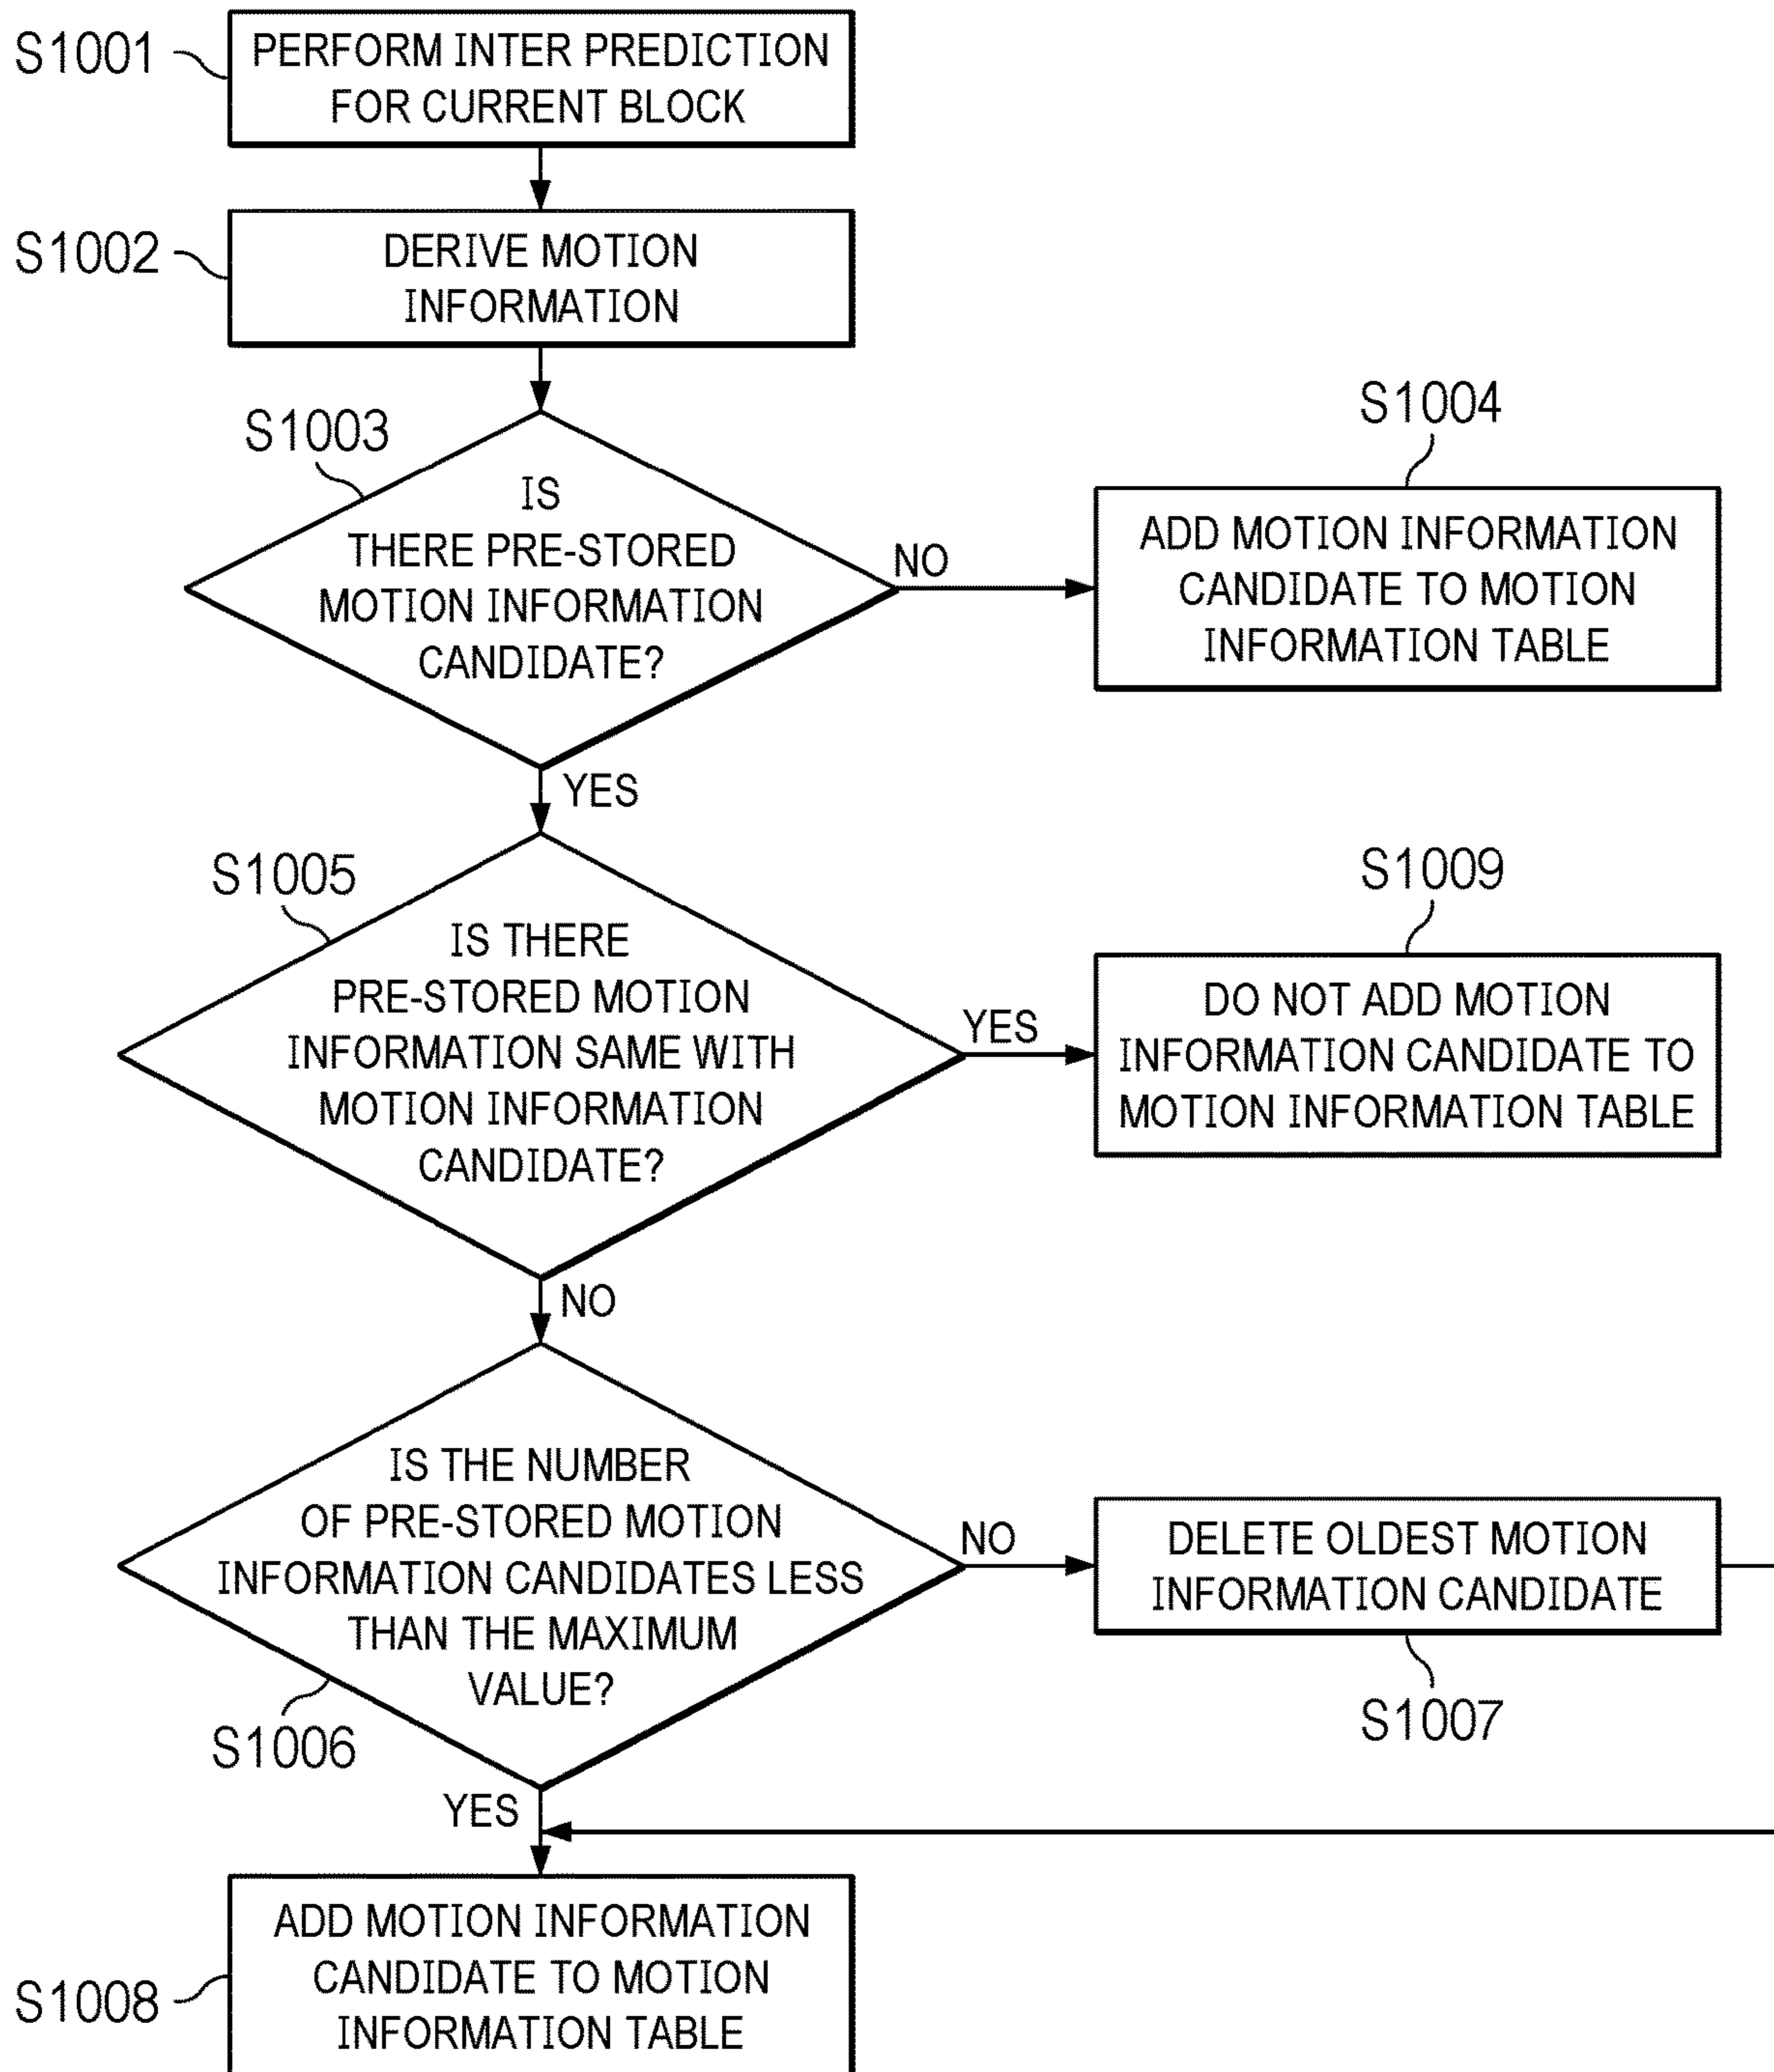 S1001
PERFORM INTER PREDICTION
FOR CURRENT BLOCK
S1002
DERIVE MOTION
INFORMATION
S1003
IS
THERE PRE-STORED
MOTION INFORMATION
CANDIDATE?
NO
S1004
ADD MOTION INFORMATION
CANDIDATE TO MOTION
INFORMATION TABLE
YES
S1005
IS THERE
PRE-STORED MOTION
INFORMATION SAME WITH
MOTION INFORMATION
CANDIDATE?
YES
S1009
DO NOT ADD MOTION
INFORMATION CANDIDATE TO
MOTION INFORMATION TABLE
NO
IS THE NUMBER
OF PRE-STORED MOTION
INFORMATION CANDIDATES LESS
THAN THE MAXIMUM
VALUE?
S1006
NO
DELETE OLDEST MOTION
INFORMATION CANDIDATE
S1007
YES
S1008
ADD MOTION INFORMATION
CANDIDATE TO MOTION
INFORMATION TABLE